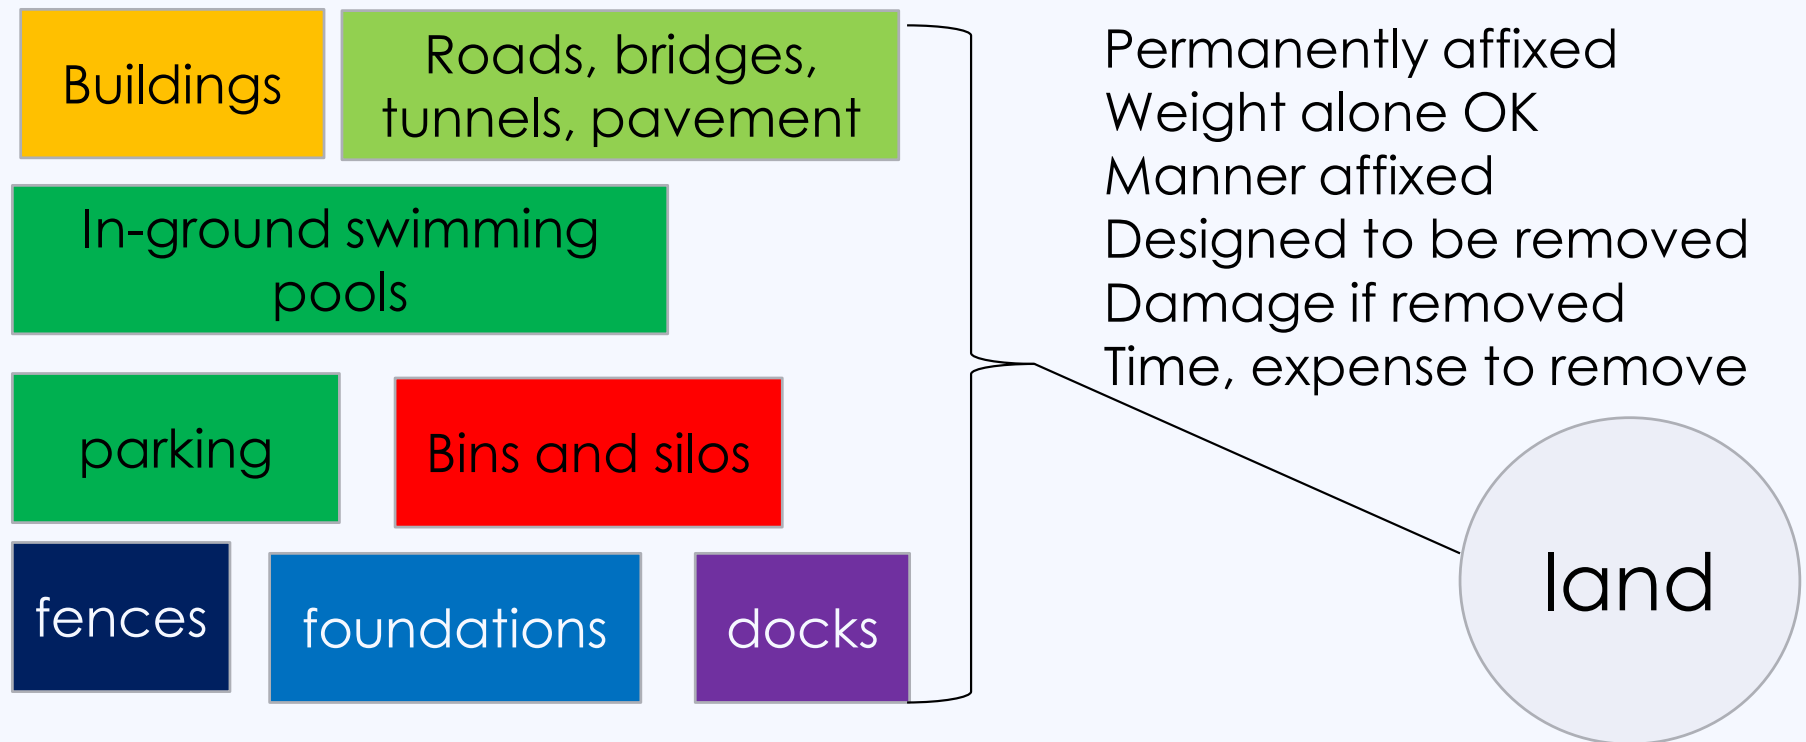 Buildings
Roads, bridges,
tunnels, pavement
In-ground swimming
pools
parking
Bins and silos
fences
foundations
docks
Permanently affixed
Weight alone OK
Manner affixed
Designed to be removed
Damage if removed
Time, expense to remove
land